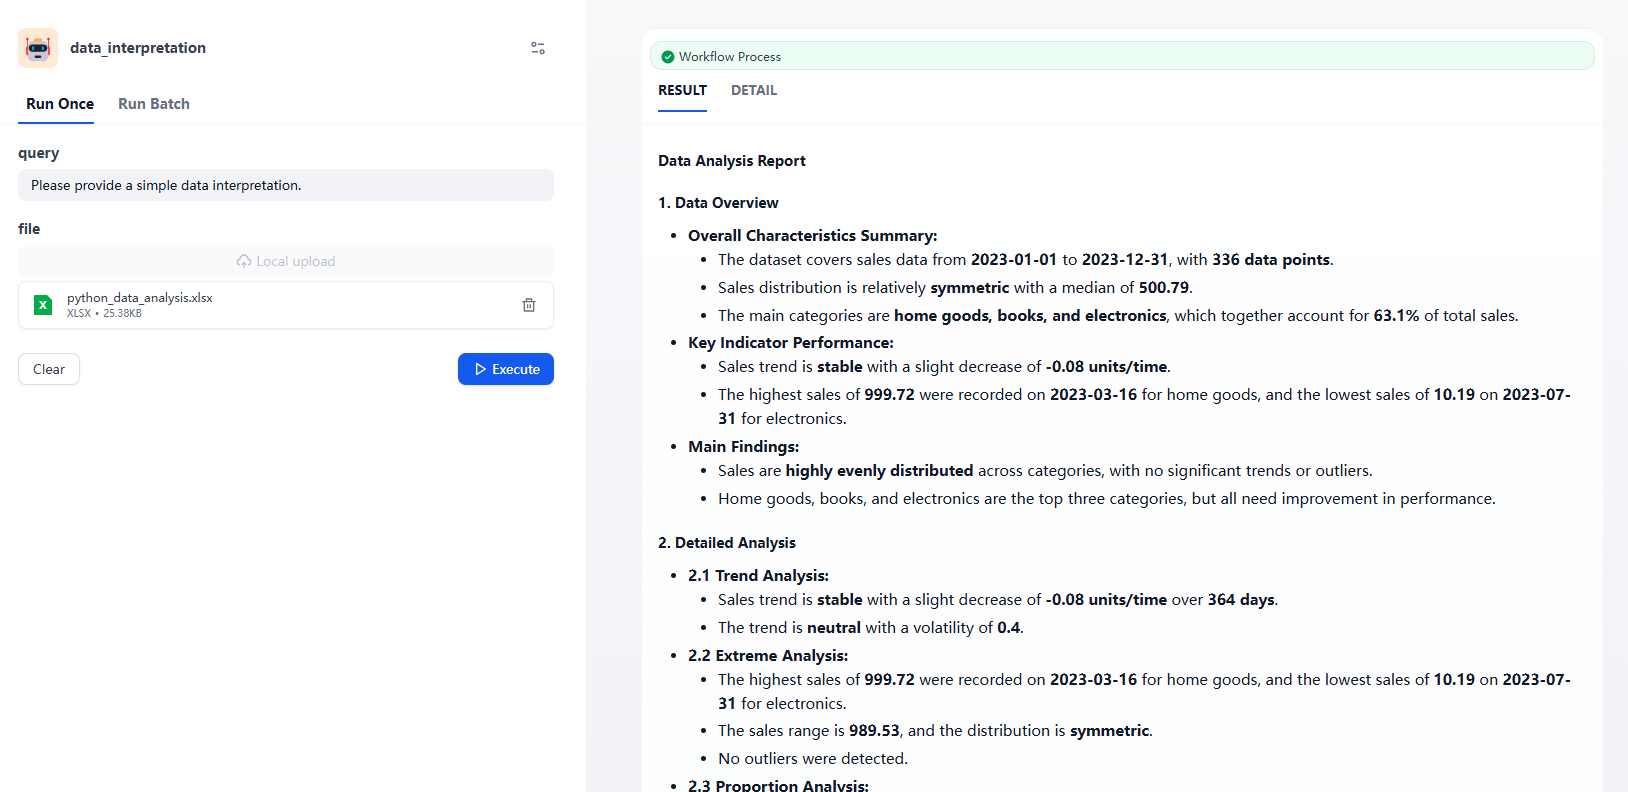 data_interpretation
Run Once
Run Batch
query
Please provide a simple data interpretation.
file
Local upload
X
python_data_analysis.xlsx
XLSX • 25.38KB
Clear
Execute
Workflow Process
RESULT
DETAIL
Data Analysis Report
1. Data Overview
• Overall Characteristics Summary:
• The dataset covers sales data from 2023-01-01 to 2023-12-31, with 336 data points.
• Sales distribution is relatively symmetric with a median of 500.79.
• The main categories are home goods, books, and electronics, which together account for 63.1% of total sales.
• Key Indicator Performance:
• Sales trend is stable with a slight decrease of -0.08 units/time.
• The highest sales of 999.72 were recorded on 2023-03-16 for home goods, and the lowest sales of 10.19 on 2023-07-
31 for electronics.
• Main Findings:
• Sales are highly evenly distributed across categories, with no significant trends or outliers.
• Home goods, books, and electronics are the top three categories, but all need improvement in performance.
2. Detailed Analysis
• 2.1 Trend Analysis:
• Sales trend is stable with a slight decrease of -0.08 units/time over 364 days.
• The trend is neutral with a volatility of 0.4.
• 2.2 Extreme Analysis:
• The highest sales of 999.72 were recorded on 2023-03-16 for home goods, and the lowest sales of 10.19 on 2023-07-
31 for electronics.
• The sales range is 989.53, and the distribution is symmetric.
• No outliers were detected.
• 2.3 Proportion Analysis: